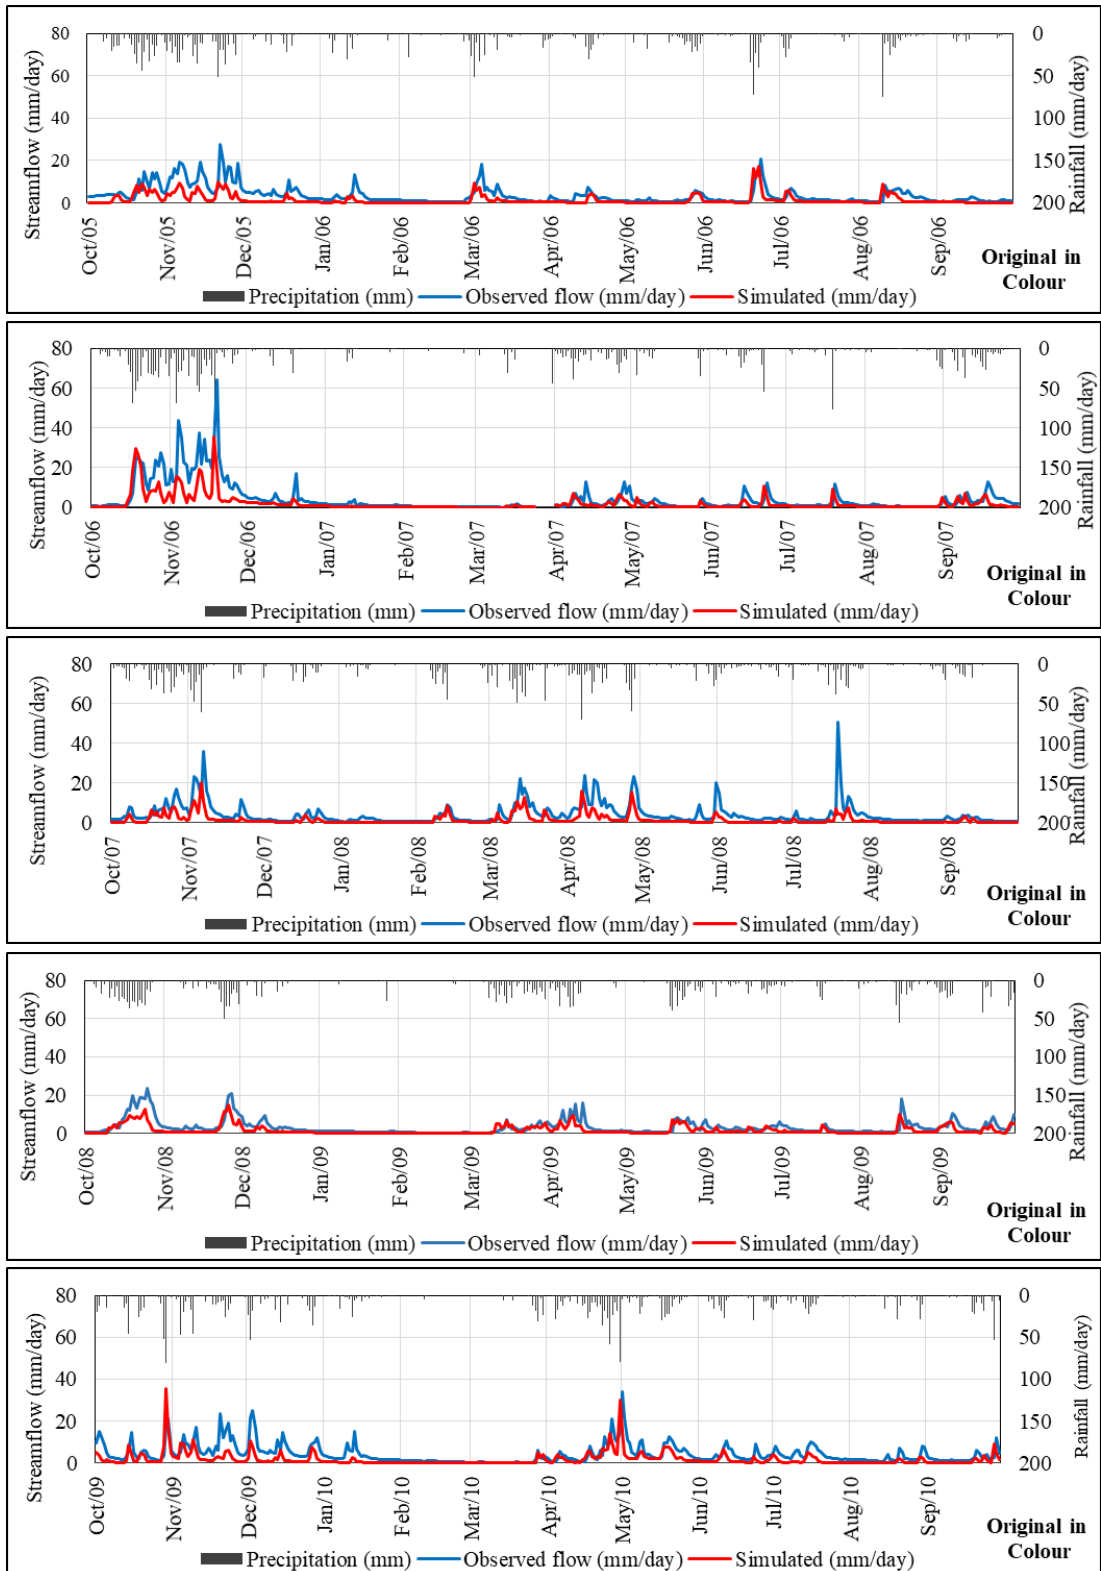 80 0
60 50
40 100
20 150
0 200
Streamflow (mm/day)
Rainfall (mm/day)
Oct/05 Nov/05 Dec/05 Jan/06 Feb/06 Mar/06 Apr/06 May/06 Jun/06 Jul/06 Aug/06 Sep/06
Original in
Colour
Precipitation (mm) Observed flow (mm/day) Simulated (mm/day)
80 0
60 50
40 100
20 150
0 200
Streamflow (mm/day)
Rainfall (mm/day)
Oct/06 Nov/06 Dec/06 Jan/07 Feb/07 Mar/07 Apr/07 May/07 Jun/07 Jul/07 Aug/07 Sep/07
Original in
Colour
Precipitation (mm) Observed flow (mm/day) Simulated (mm/day)
80 0
60 50
40 100
20 150
0 200
Streamflow (mm/day)
Rainfall (mm/day)
Oct/07 Nov/07 Dec/07 Jan/08 Feb/08 Mar/08 Apr/08 May/08 Jun/08 Jul/08 Aug/08 Sep/08
Original in
Colour
Precipitation (mm) Observed flow (mm/day) Simulated (mm/day)
80 0
60 50
40 100
20 150
0 200
Streamflow (mm/day)
Rainfall (mm/day)
Oct/08 Nov/08 Dec/08 Jan/09 Feb/09 Mar/09 Apr/09 May/09 Jun/09 Jul/09 Aug/09 Sep/09
Original in
Colour
Precipitation (mm) Observed flow (mm/day) Simulated (mm/day)
80 0
60 50
40 100
20 150
0 200
Streamflow (mm/day)
Rainfall (mm/day)
Oct/09 Nov/09 Dec/09 Jan/10 Feb/10 Mar/10 Apr/10 May/10 Jun/10 Jul/10 Aug/10 Sep/10
Original in
Colour
Precipitation (mm) Observed flow (mm/day) Simulated (mm/day)